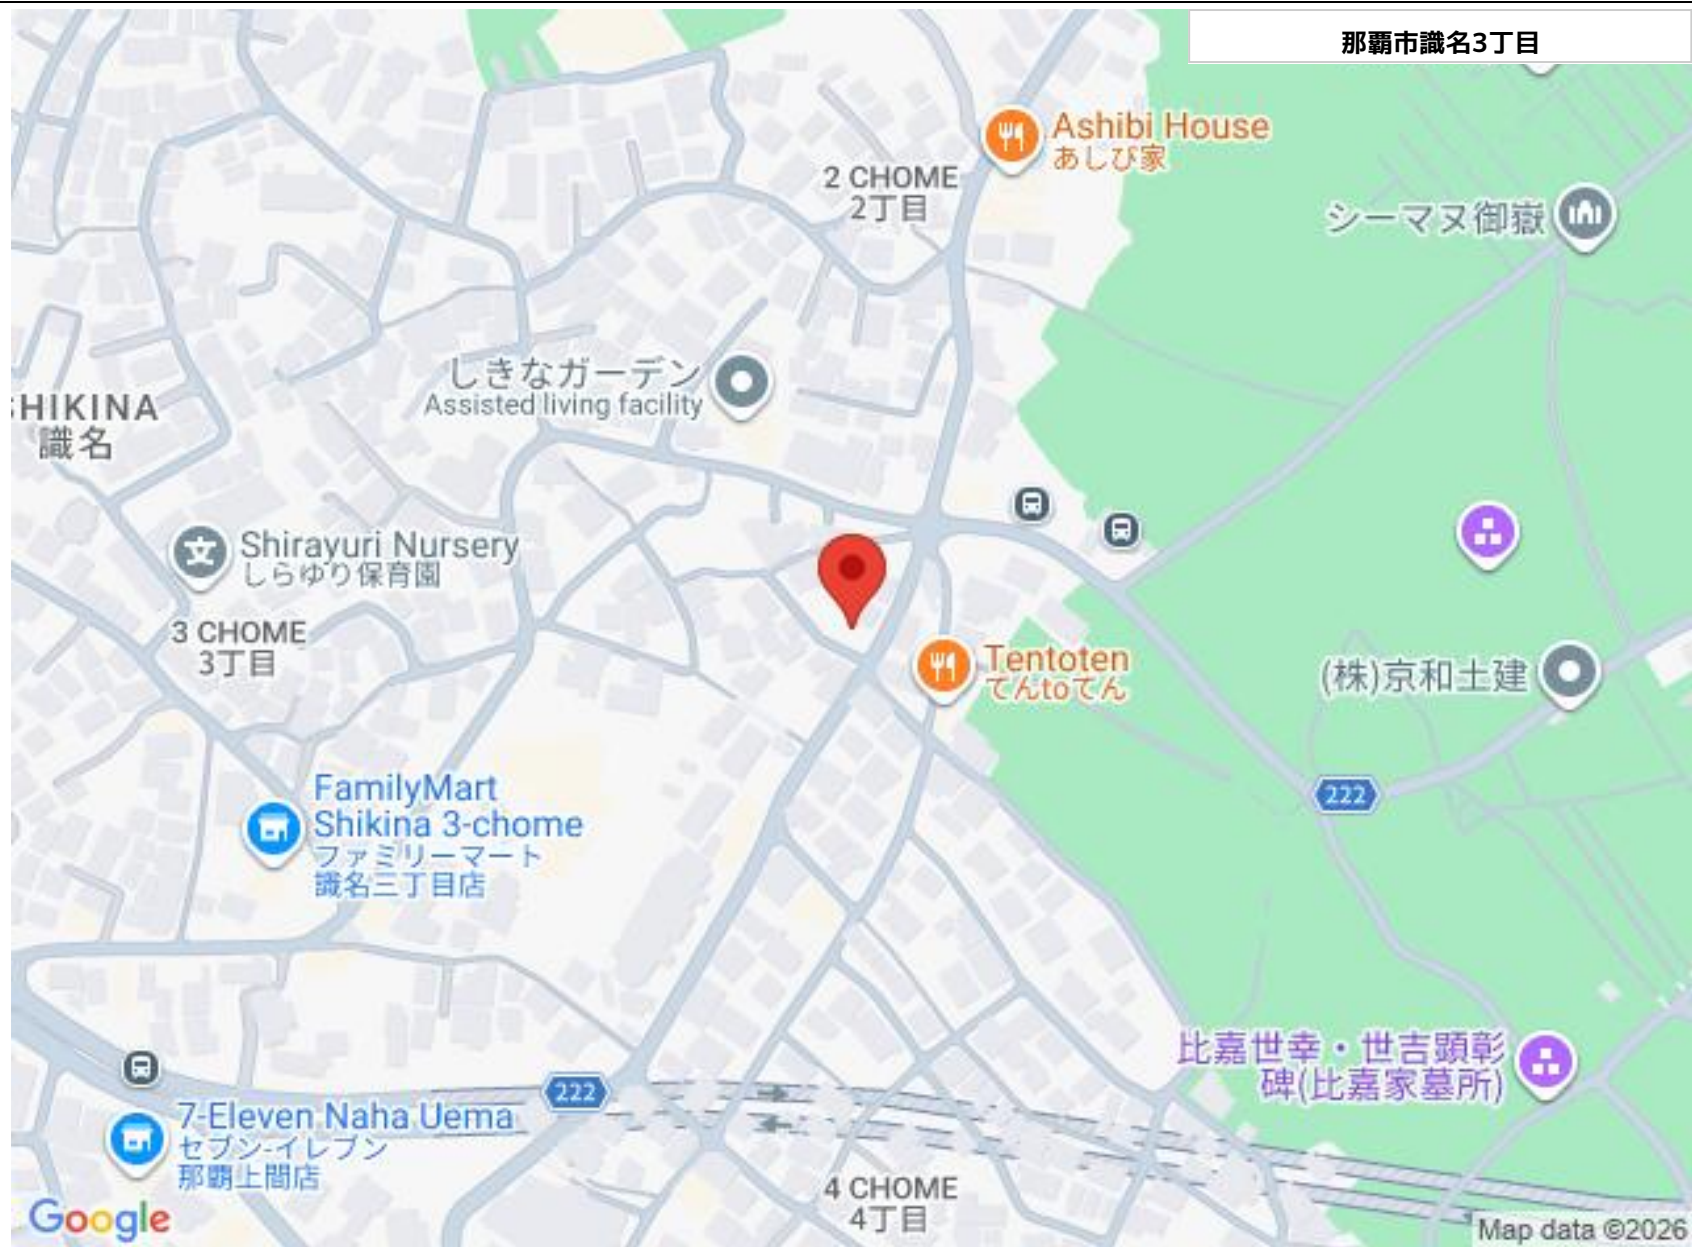 那覇市識名3丁目
Ashibi House
あしび家
2 CHOME
2丁目
シーマヌ御嶽
しきなガーデン
Assisted living facility
SHIKINA
識名
Shirayuri Nursery
しらゆり保育園
3 CHOME
3丁目
Tentoten
てんtoてん
(株)京和土建
222
FamilyMart
Shikina 3-chome
ファミリーマート
識名三丁目店
比嘉世幸・世吉顕彰
碑(比嘉家墓所)
222
7-Eleven Naha Uema
セブン-イレブン
那覇上間店
4 CHOME
4丁目
Google
Map data ©2026